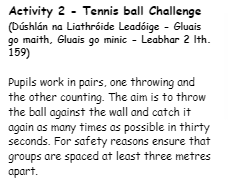 Activity 2 - Tennis ball Challenge
(Dúshlán na Liathróide Leadóige - Gluais
go maith, Gluais go minic - Leabhar 2 lth.
159)
Pupils work in pairs, one throwing and
the other counting. The aim is to throw
the ball against the wall and catch it
again as many times as possible in thirty
seconds. For safety reasons ensure that
groups are spaced at least three metres
apart.